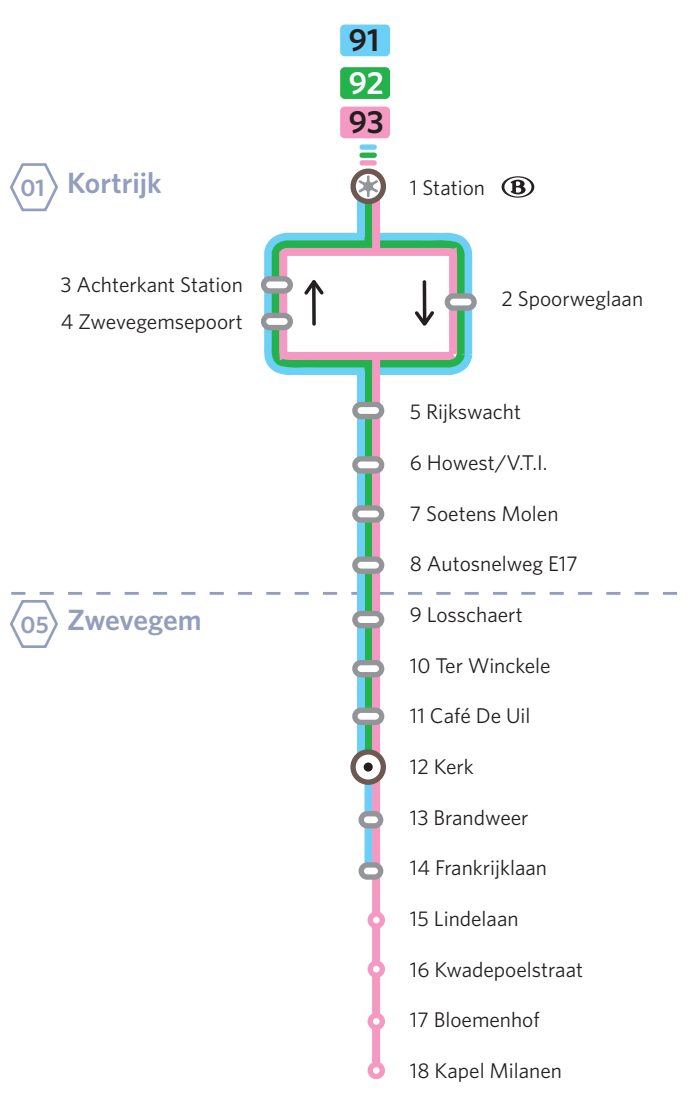 91
92
93
01 Kortrijk
1 Station B
3 Achterkant Station
4 Zwevegemsepoort
2 Spoorweglaan
5 Rijkswacht
6 Howest/V.T.I.
7 Soetens Molen
8 Autosnelweg E17
05 Zwevegem
9 Losschaert
10 Ter Winckele
11 Café De Uil
12 Kerk
13 Brandweer
14 Frankrijklaan
15 Lindelaan
16 Kwadepoelstraat
17 Bloemenhof
18 Kapel Milanen